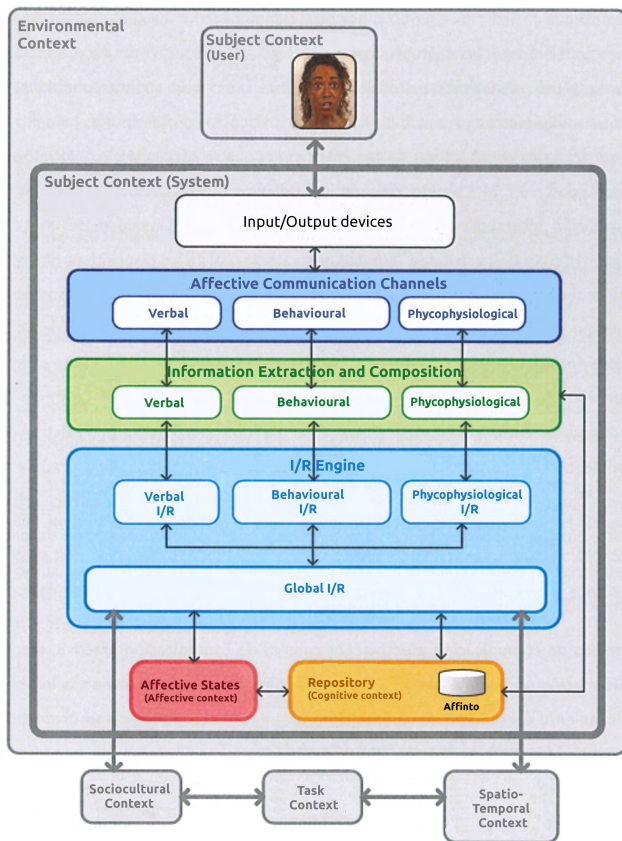 Environmental
Context
Subject Context
(User)
Subject Context (System)
Input/Output devices
Affective Communication Channels
Verbal
Behavioural
Phycophysiological
Information Extraction and Composition
Verbal
Behavioural
Phycophysiological
I/R Engine
Verbal
I/R
Behavioural
I/R
Phycophysiological
I/R
Global I/R
Affective States
(Affective context)
Repository
(Cognitive context)
Affinto
Sociocultural
Context
Task
Context
Spatio-
Temporal
Context